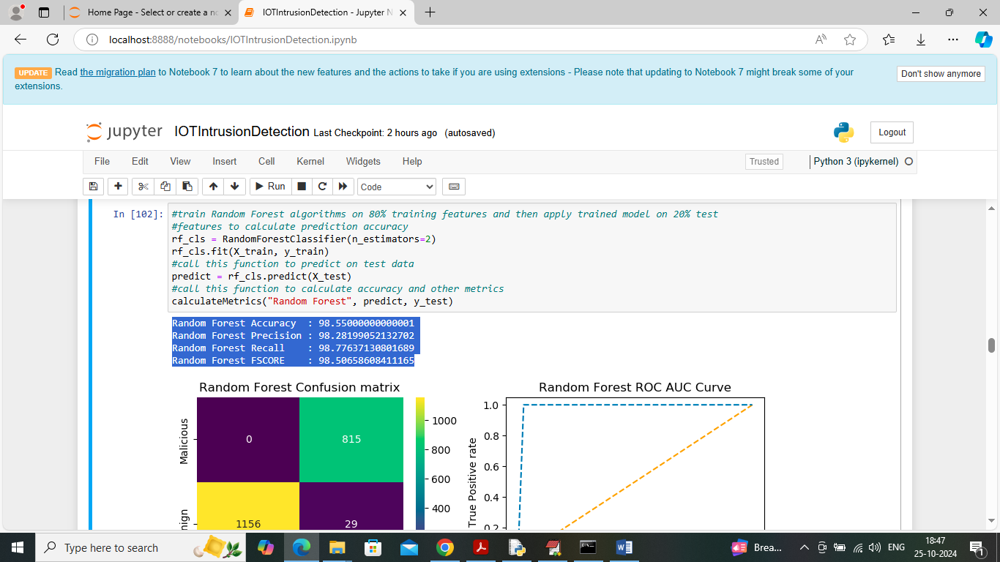 Home Page - Select or create a no
IOTIntrusionDetection - Jupyter N
localhost:8888/notebooks/IOTIntrusionDetection.ipynb
UPDATE Read the migration plan to Notebook 7 to learn about the new features and the actions to take if you are using extensions - Please note that updating to Notebook 7 might break some of your
extensions.
Don't show anymore
jupyter IOTIntrusionDetection Last Checkpoint: 2 hours ago (autosaved)
Logout
File Edit View Insert Cell Kernel Widgets Help
Trusted
Python 3 (ipykernel)
Run
Code
In [102]:
#train Random Forest algorithms on 80% training features and then apply trained model on 20% test
#features to calculate prediction accuracy
rf_cls = RandomForestClassifier(n_estimators=2)
rf_cls.fit(X_train, y_train)
#call this function to predict on test data
predict = rf_cls.predict(X_test)
#call this function to calculate accuracy and other metrics
calculateMetrics("Random Forest", predict, y_test)
Random Forest Accuracy  : 98.55000000000001
Random Forest Precision : 98.28199052132702
Random Forest Recall    : 98.77637130801689
Random Forest FSCORE    : 98.50658608411165
Random Forest Confusion matrix
Malicious
0 815
1156 29
nign
1000
800
600
400
Random Forest ROC AUC Curve
True Positive rate
1.0
0.8
0.6
0.4
0.2
Type here to search
Brea...
ENG
18:47
25-10-2024
1